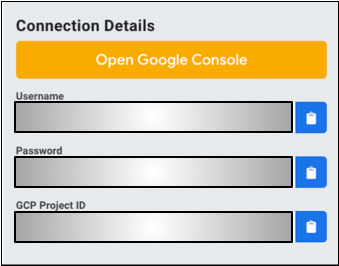 Connection Details
Open Google Console
Username
Password
GCP Project ID